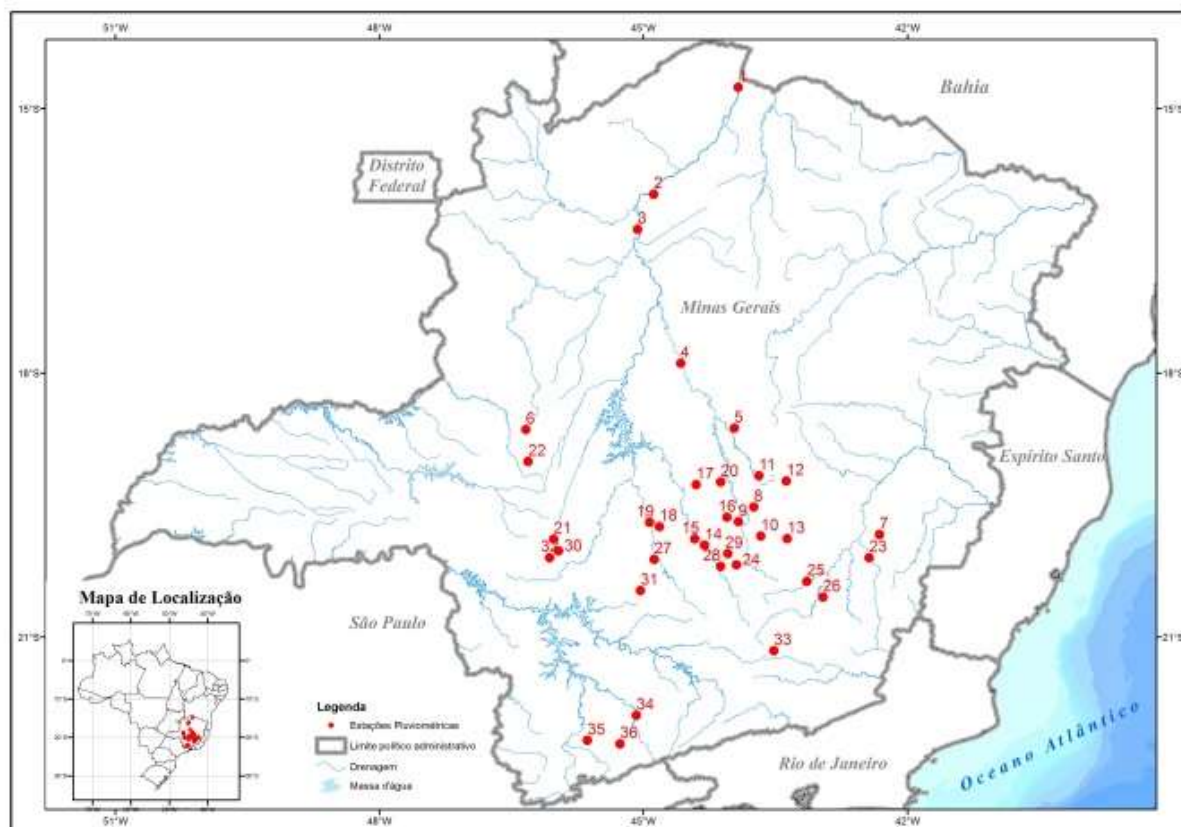 51°W 48°W 45°W 42°W
1
Bahia
15°S 15°S
Distrito
Federal
2
3
Minas Gerais
4
18°S 18°S
6 5
22
Espírito Santo
17 20 11 12
16 9 8
19 18
15 14 10 13 7
21
30
27 28 29 24 23
31
25
26
33
21°S 21°S
Mapa de Localização
São Paulo
34
35 36
Legenda
Estações Pluviométricas
Limite político administrativo
Drenagem
Massa d'água
Rio de Janeiro
Oceano Atlântico
51°W 48°W 45°W 42°W